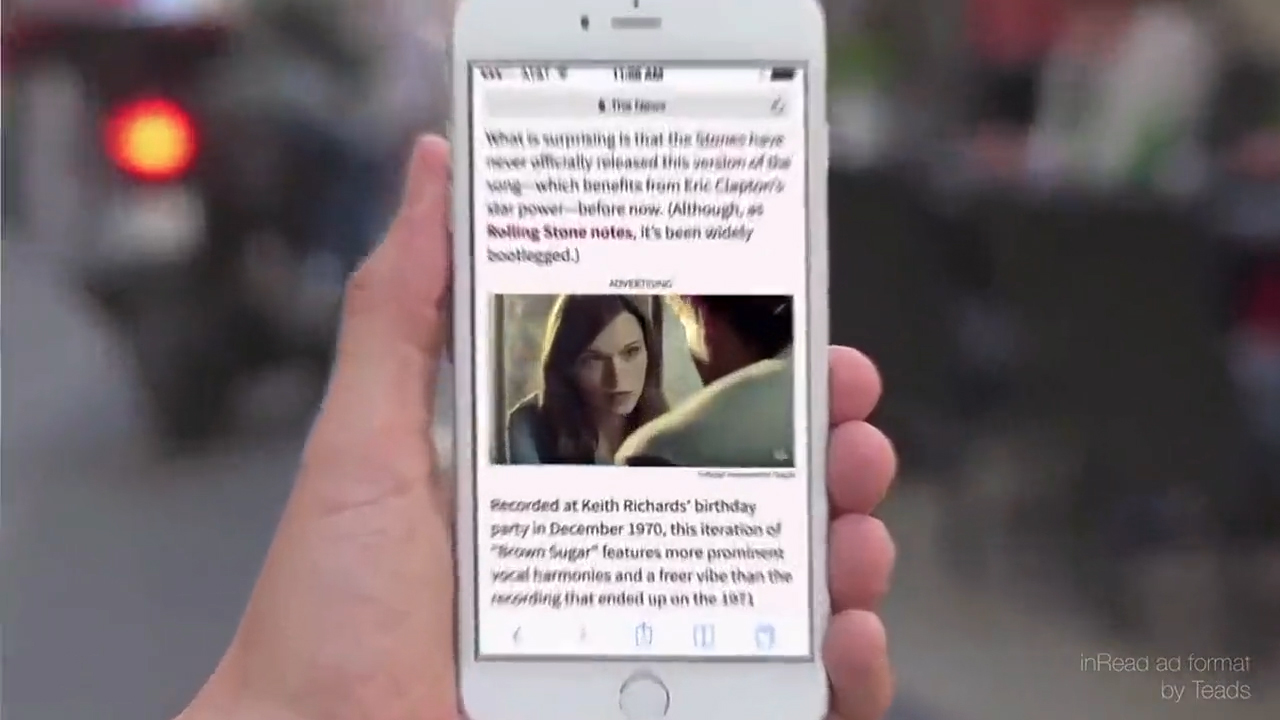 AT&T
11:08 AM
The News
What is surprising is that the Stones have
never officially released this version of the
song—which benefits from Eric Clapton's
star power—before now. (Although, as
Rolling Stone notes, it's been widely
bootlegged.)
ADVERTISING
Recorded at Keith Richards' birthday
party in December 1970, this iteration of
"Brown Sugar" features more prominent
vocal harmonies and a freer vibe than the
recording that ended up on the 1971
inRead ad format
by Teads